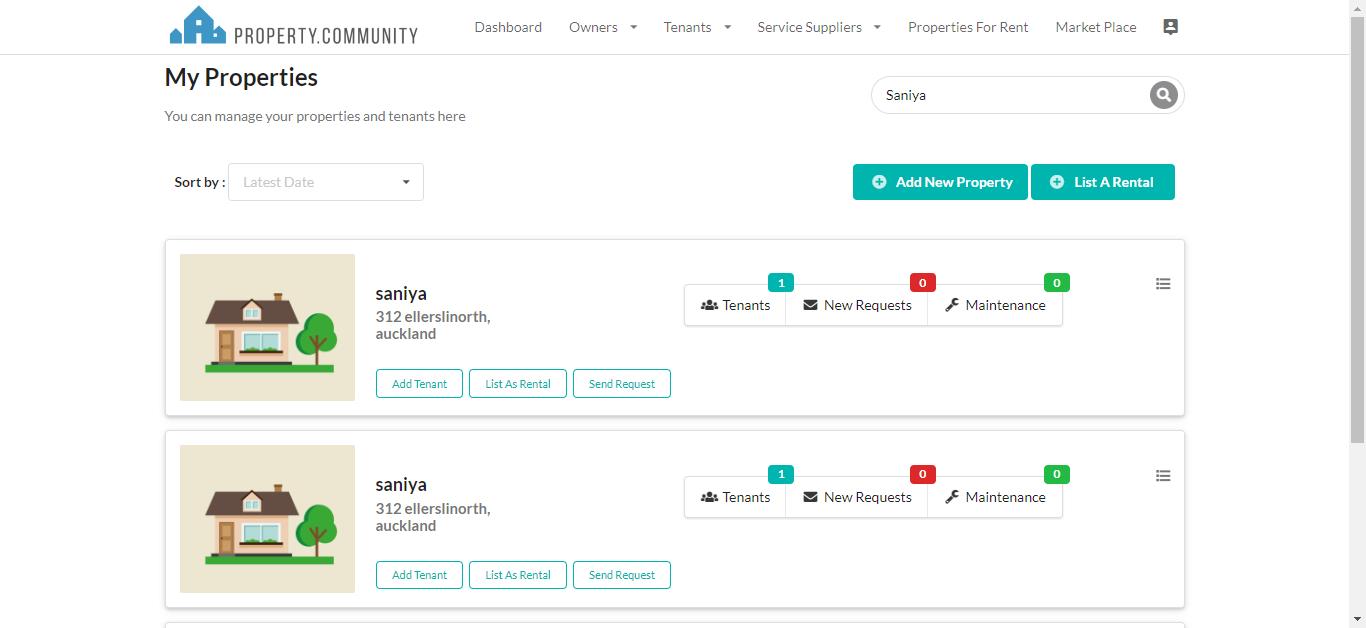 PROPERTY.COMMUNITY
Dashboard Owners Tenants Service Suppliers Properties For Rent Market Place
My Properties
Saniya
You can manage your properties and tenants here
Sort by : Latest Date
Add New Property List A Rental
saniya
312 ellerslinorth,
auckland
1 0 0
Tenants New Requests Maintenance
Add Tenant List As Rental Send Request
saniya
312 ellerslinorth,
auckland
1 0 0
Tenants New Requests Maintenance
Add Tenant List As Rental Send Request